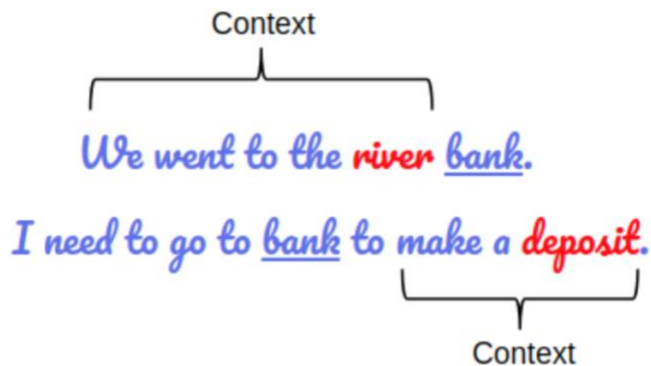 Context
We went to the river bank.
I need to go to bank to make a deposit.
Context